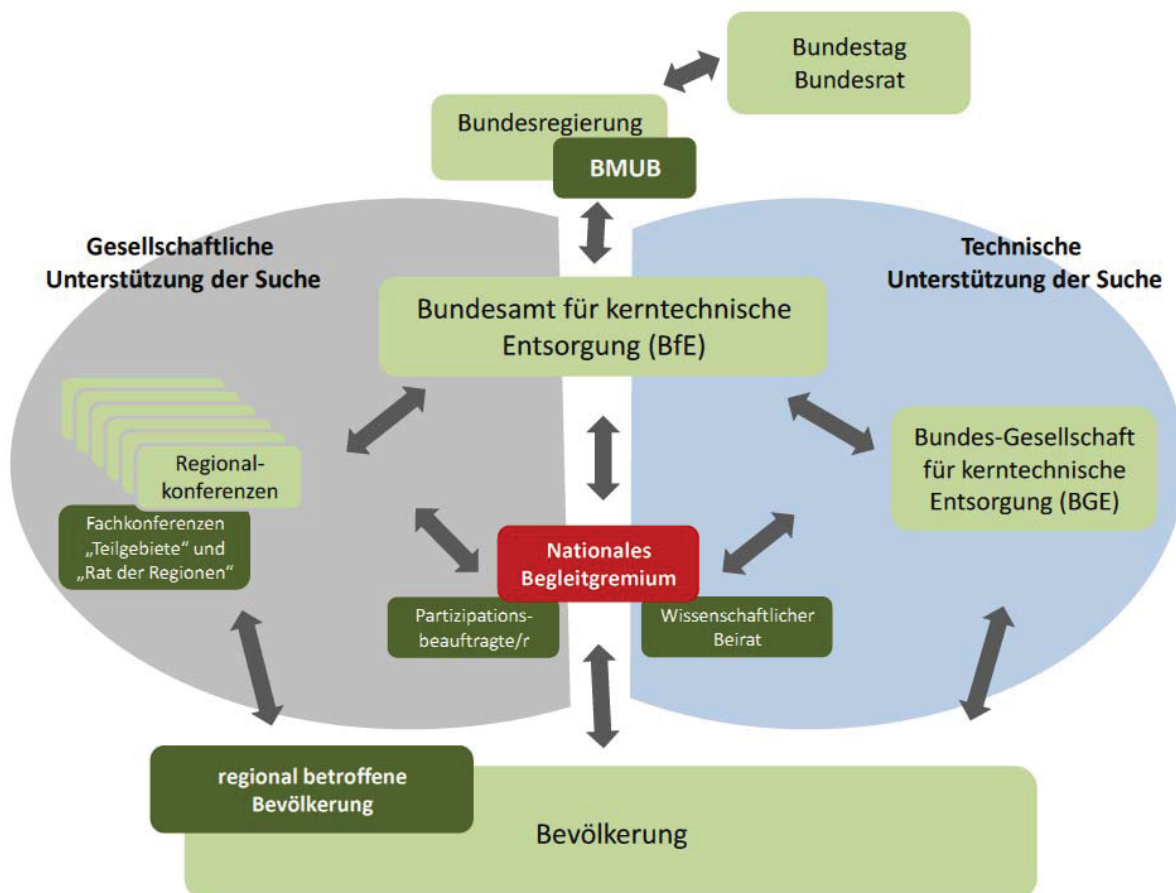 Bundestag
Bundesrat
Bundesregierung
BMUB
Gesellschaftliche
Unterstützung der Suche
Technische
Unterstützung der Suche
Bundesamt für kerntechnische
Entsorgung (BfE)
Regional-
konferenzen
Fachkonferenzen
„Teilgebiete“ und
„Rat der Regionen“
Bundes-Gesellschaft
für kerntechnische
Entsorgung (BGE)
Nationales
Begleitgremium
Partizipations-
beauftragte/r
Wissenschaftlicher
Beirat
regional betroffene
Bevölkerung
Bevölkerung